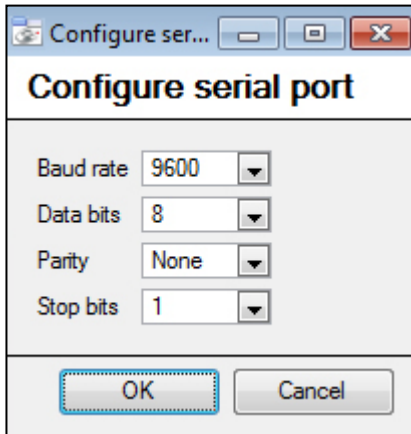 Configure ser...
Configure serial port
Baud rate 9600
Data bits 8
Parity None
Stop bits 1
OK Cancel